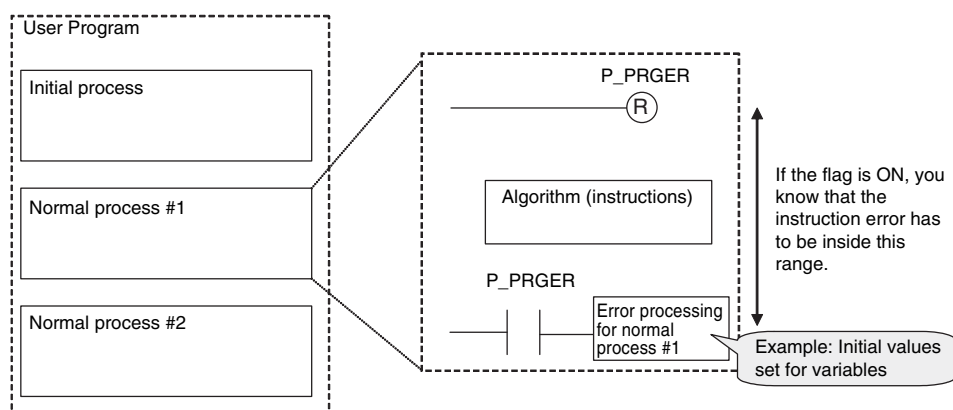 User Program
Initial process
Normal process #1
Normal process #2
P_PRGER
R
Algorithm (instructions)
P_PRGER
Error processing
for normal
process #1
If the flag is ON, you
know that the
instruction error has
to be inside this
range.
Example: Initial values
set for variables